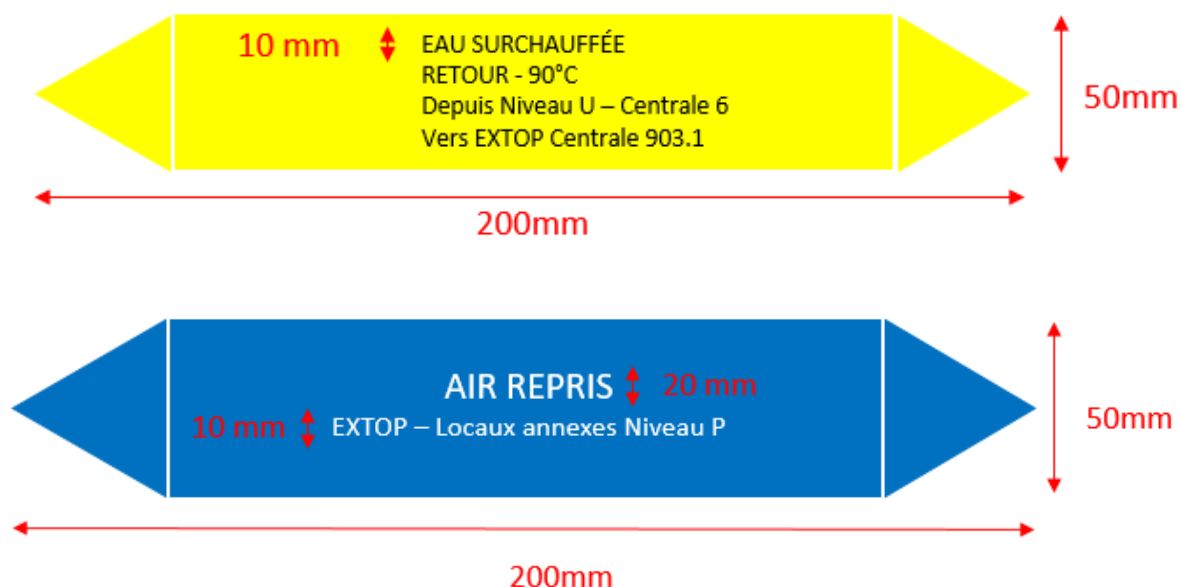 10 mm
EAU SURCHAUFFÉE
RETOUR - 90°C
Depuis Niveau U – Centrale 6
Vers EXTOP Centrale 903.1
50mm
200mm
AIR REPRIS
20 mm
10 mm
EXTOP – Locaux annexes Niveau P
50mm
200mm